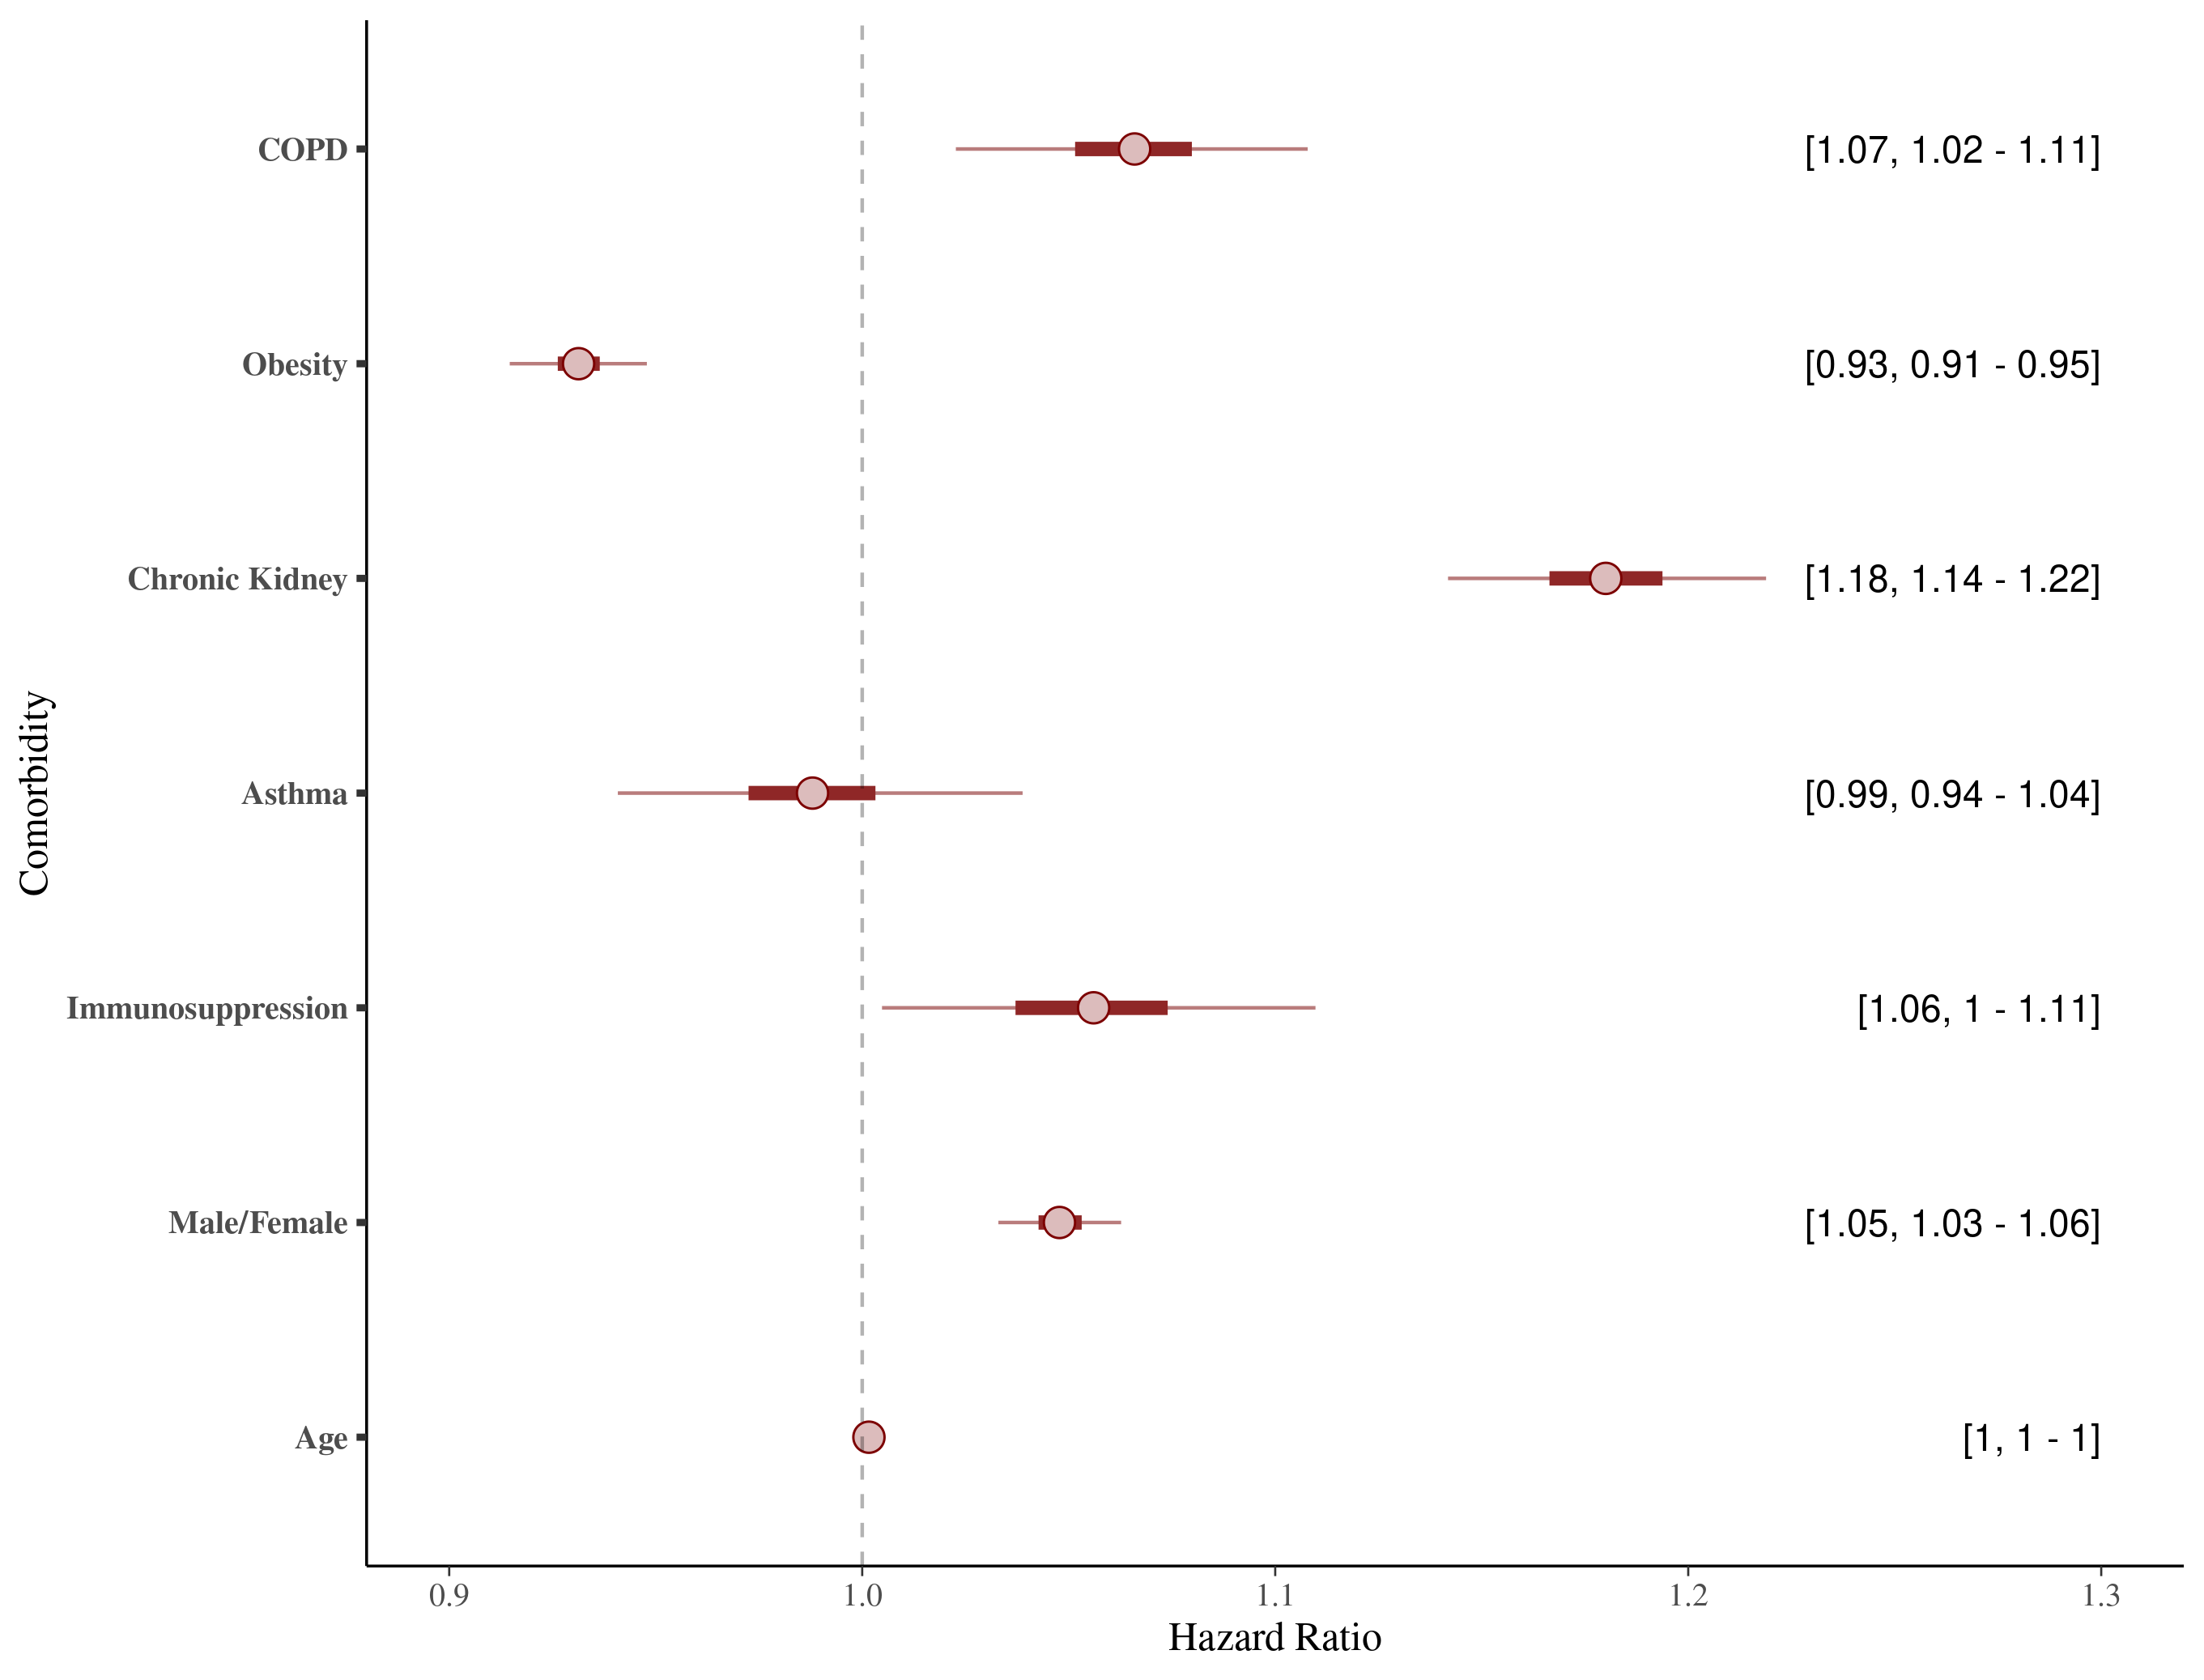 COPD [1.07, 1.02 - 1.11]
Obesity [0.93, 0.91 - 0.95]
Chronic Kidney [1.18, 1.14 - 1.22]
Asthma [0.99, 0.94 - 1.04]
Immunosuppression [1.06, 1 - 1.11]
Male/Female [1.05, 1.03 - 1.06]
Age [1, 1 - 1]
Comorbidity
0.9 1.0 1.1 1.2 1.3
Hazard Ratio